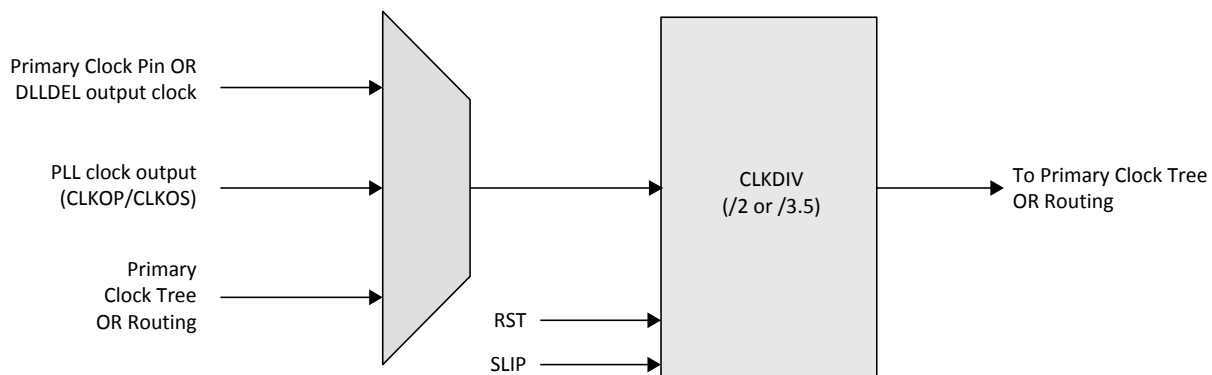 Primary Clock Pin OR
DLLDEL output clock
PLL clock output
(CLKOP/CLKOS)
Primary
Clock Tree
OR Routing
RST
SLIP
CLKDIV
(/2 or /3.5)
To Primary Clock Tree
OR Routing